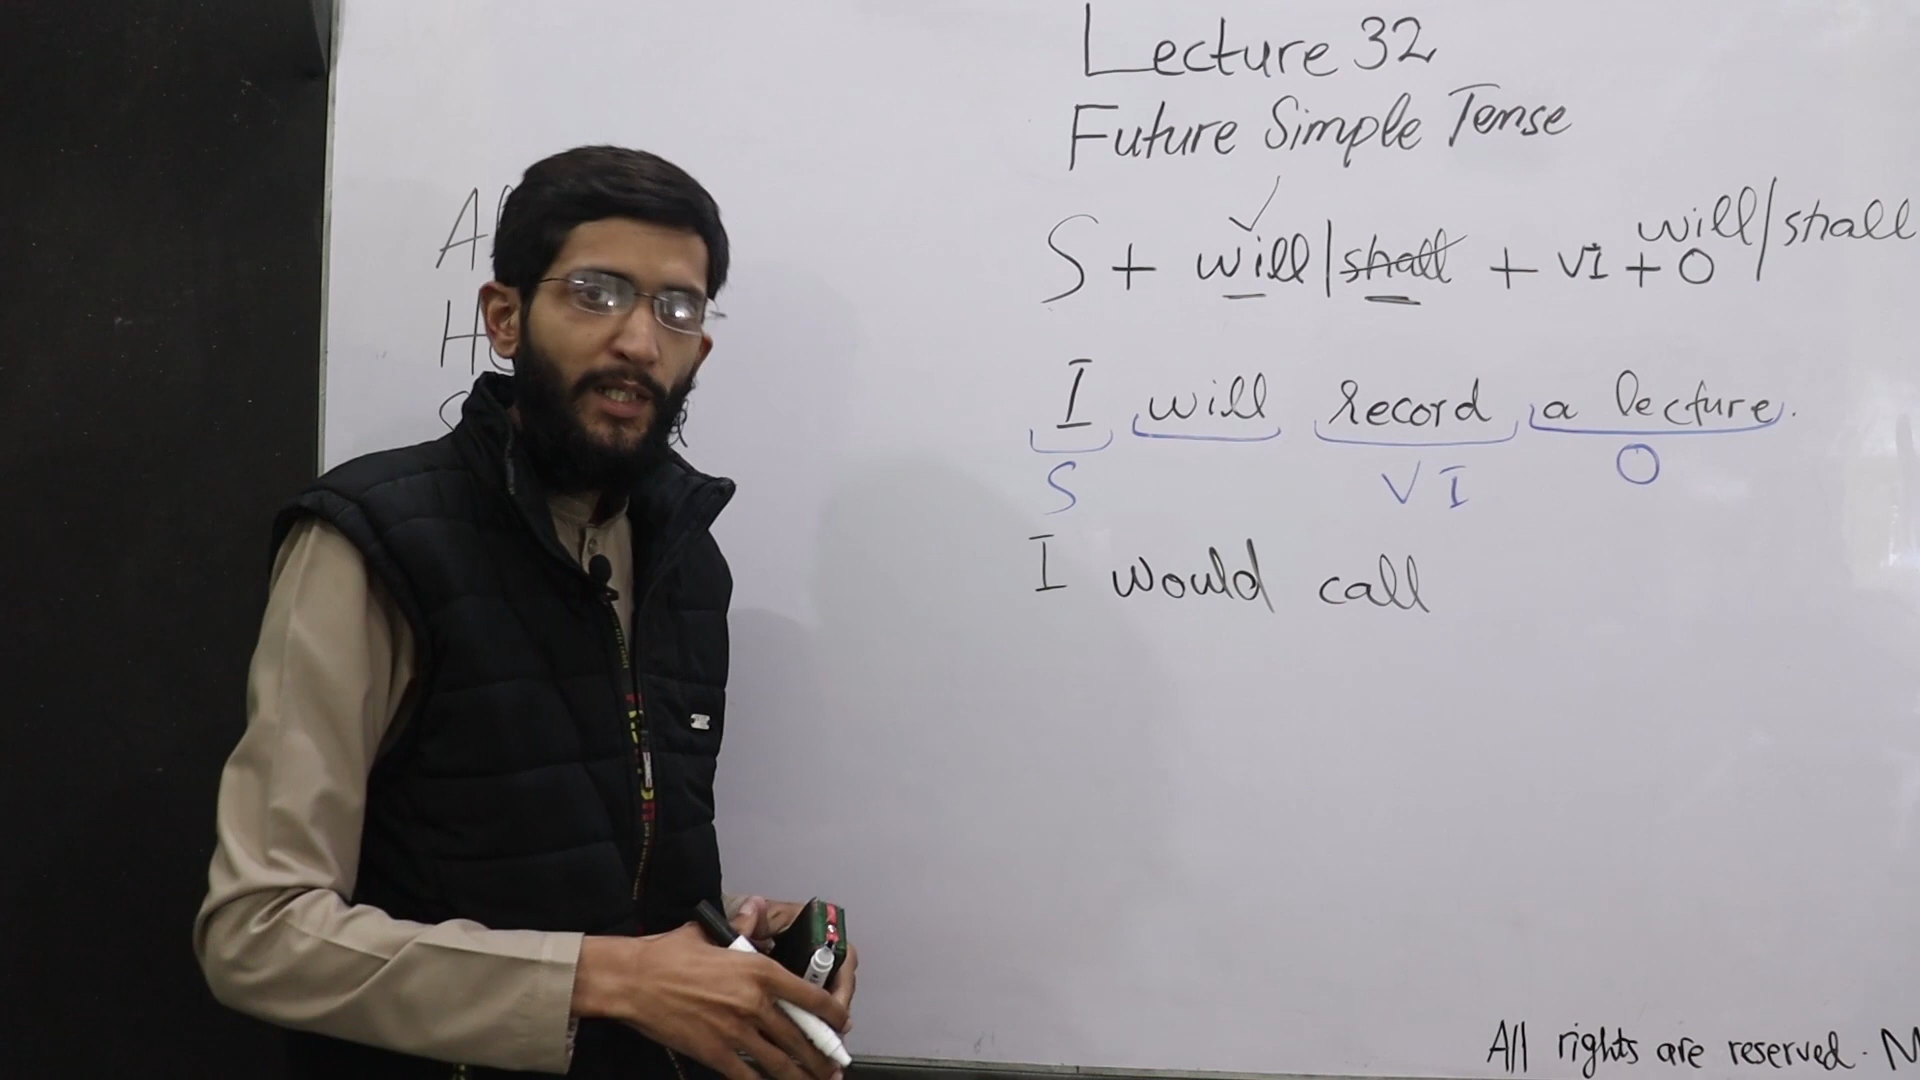 Lecture 32
Future Simple Tense
S + will/shall + VI + O will/shall
I will record a lecture.
S VI O
I would call
All rights are reserved.